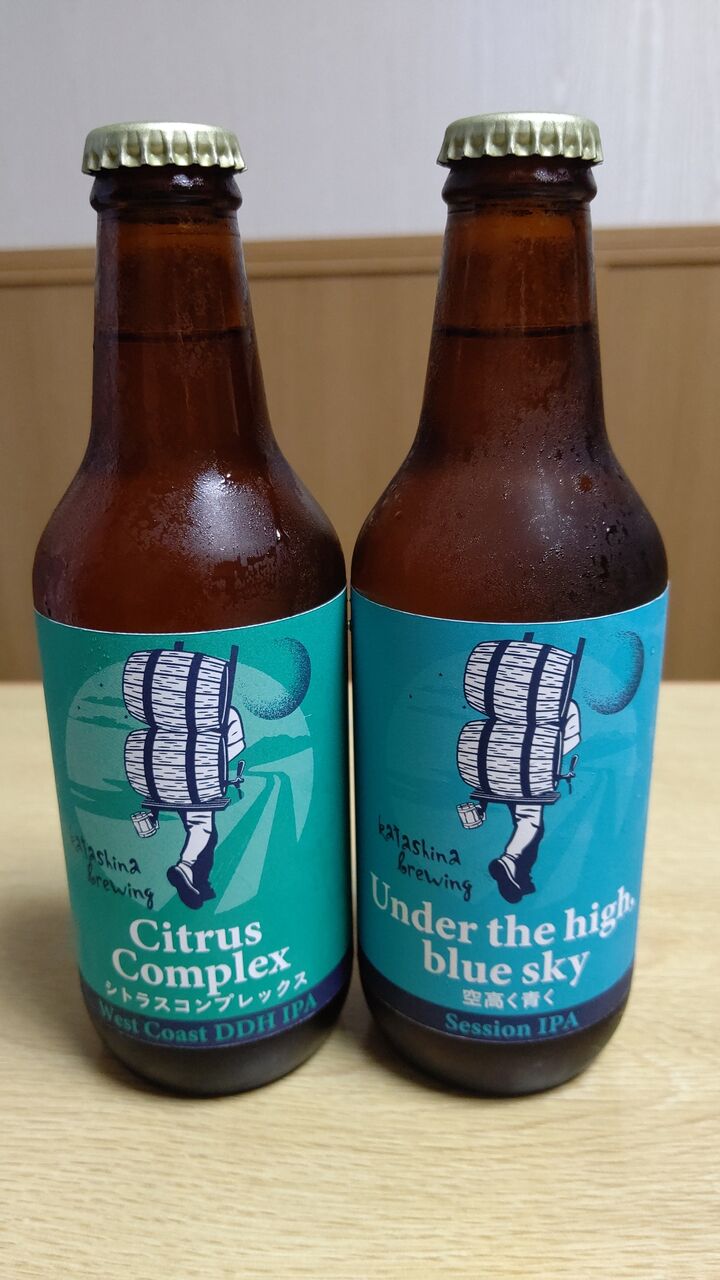 katashina
brewing
Citrus
Complex
シトラスコンプレックス
West Coast DDH IPA
katashina
brewing
Under the high,
blue sky
空高く青く
Session IPA